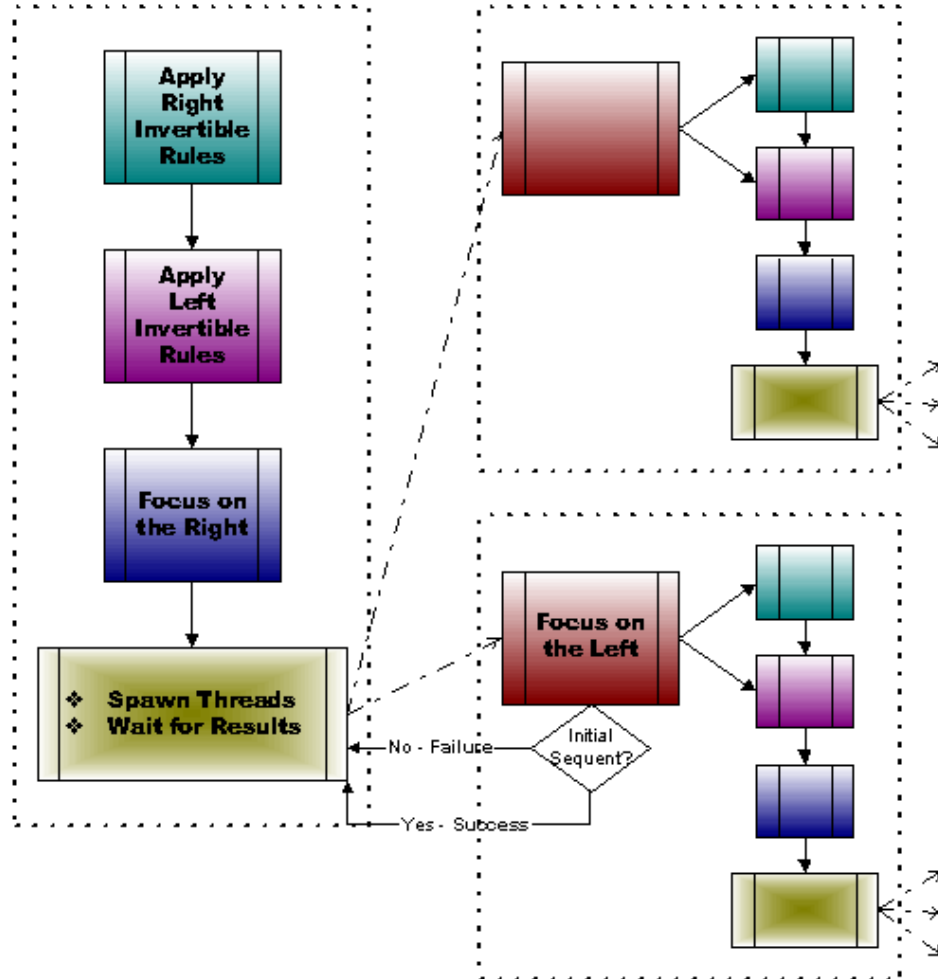 Apply
Right
Invertible
Rules
Apply
Left
Invertible
Rules
Focus on
the Right
❖ Spawn Threads
❖ Wait for Results
Focus on
the Left
Initial
Sequent?
No - Failure
Yes - Success